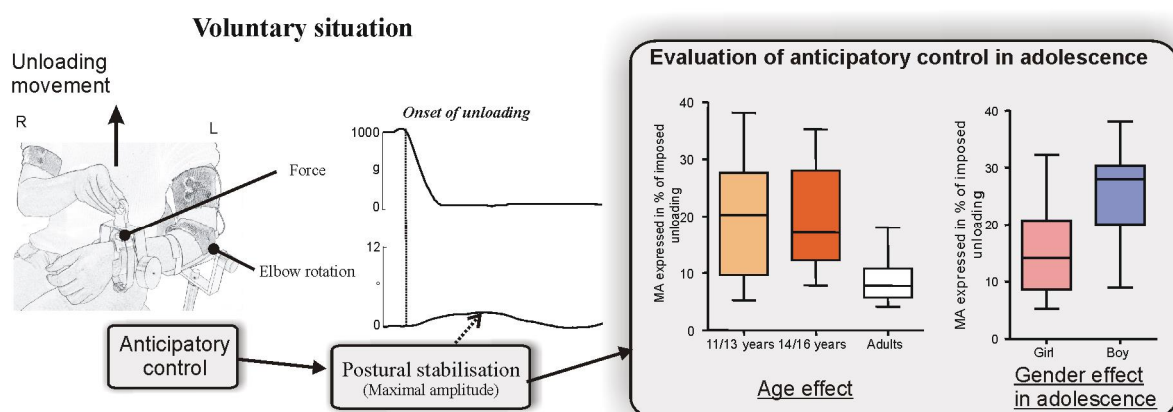 Voluntary situation
Unloading
movement
R
L
Force
Elbow rotation
Onset of unloading
1000
g
0
12
°
0
Anticipatory
control
Postural stabilisation
(Maximal amplitude)
Evaluation of anticipatory control in adolescence
MA expressed in % of imposed
unloading
40
30
20
10
0
11/13 years
14/16 years
Adults
Age effect
MA expressed in % of imposed
unloading
40
30
20
10
0
Girl
Boy
Gender effect
in adolescence